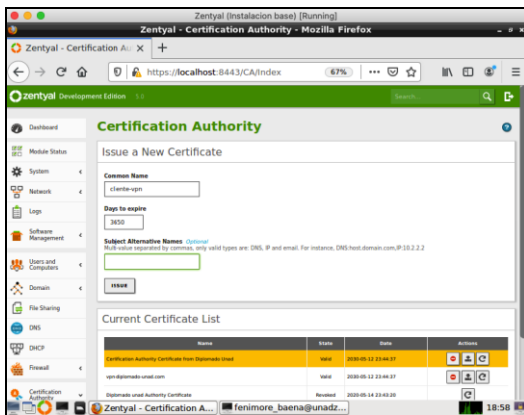 Zentyal (Instalacion base) [Running]
Zentyal - Certification Authority - Mozilla Firefox
Zentyal - Certification Au
https://localhost:8443/CA/Index
67%
zentyal Development Edition 5.0
Search...
Dashboard
Module Status
System
Network
Logs
Software
Management
Users and
Computers
Domain
File Sharing
DNS
DHCP
Firewall
Certification
Authority
Certification Authority
Issue a New Certificate
Common Name
cliente-vpn
Days to expire
3650
Subject Alternative Names Optional
Multi-value separated by commas, only valid types are: DNS, IP and email. For instance, DNS:host.domain.com,IP:10.2.2.2
ISSUE
Current Certificate List
Name State Date Actions
Certification Authority Certificate from Diplomado Unad Valid 2030-05-12 23:44:37
vpn-diplomado-unad.com Valid 2030-05-12 23:44:37
Diplomado unad Authority Certificate Revoked 2020-05-14 23:43:20
Zentyal - Certification A...
fenimore_baena@unadz...
18:58